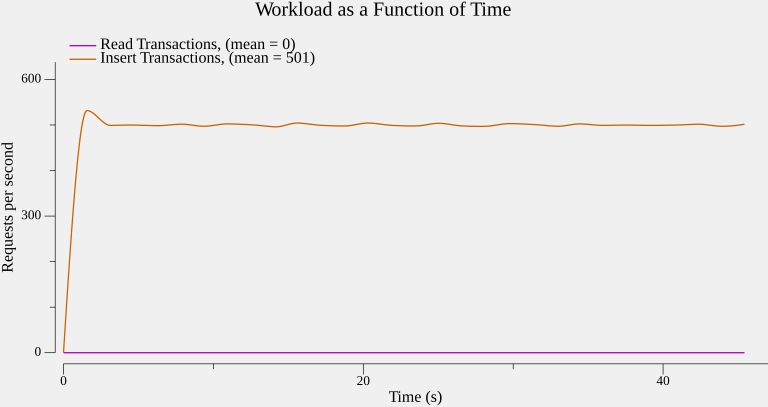 Workload as a Function of Time
Read Transactions, (mean = 0)
Insert Transactions, (mean = 501)
600
300
0
Requests per second
0 20 40
Time (s)